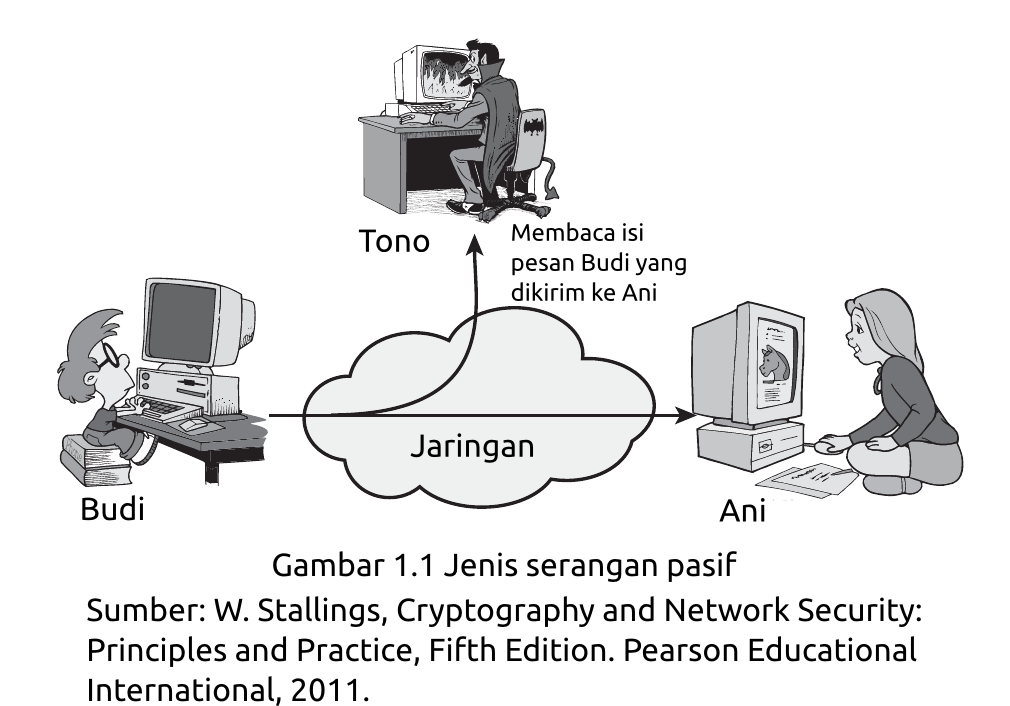 Tono
Membaca isi
pesan Budi yang
dikirim ke Ani
Jaringan
Budi
Ani
Gambar 1.1 Jenis serangan pasif
Sumber: W. Stallings, Cryptography and Network Security:
Principles and Practice, Fifth Edition. Pearson Educational
International, 2011.